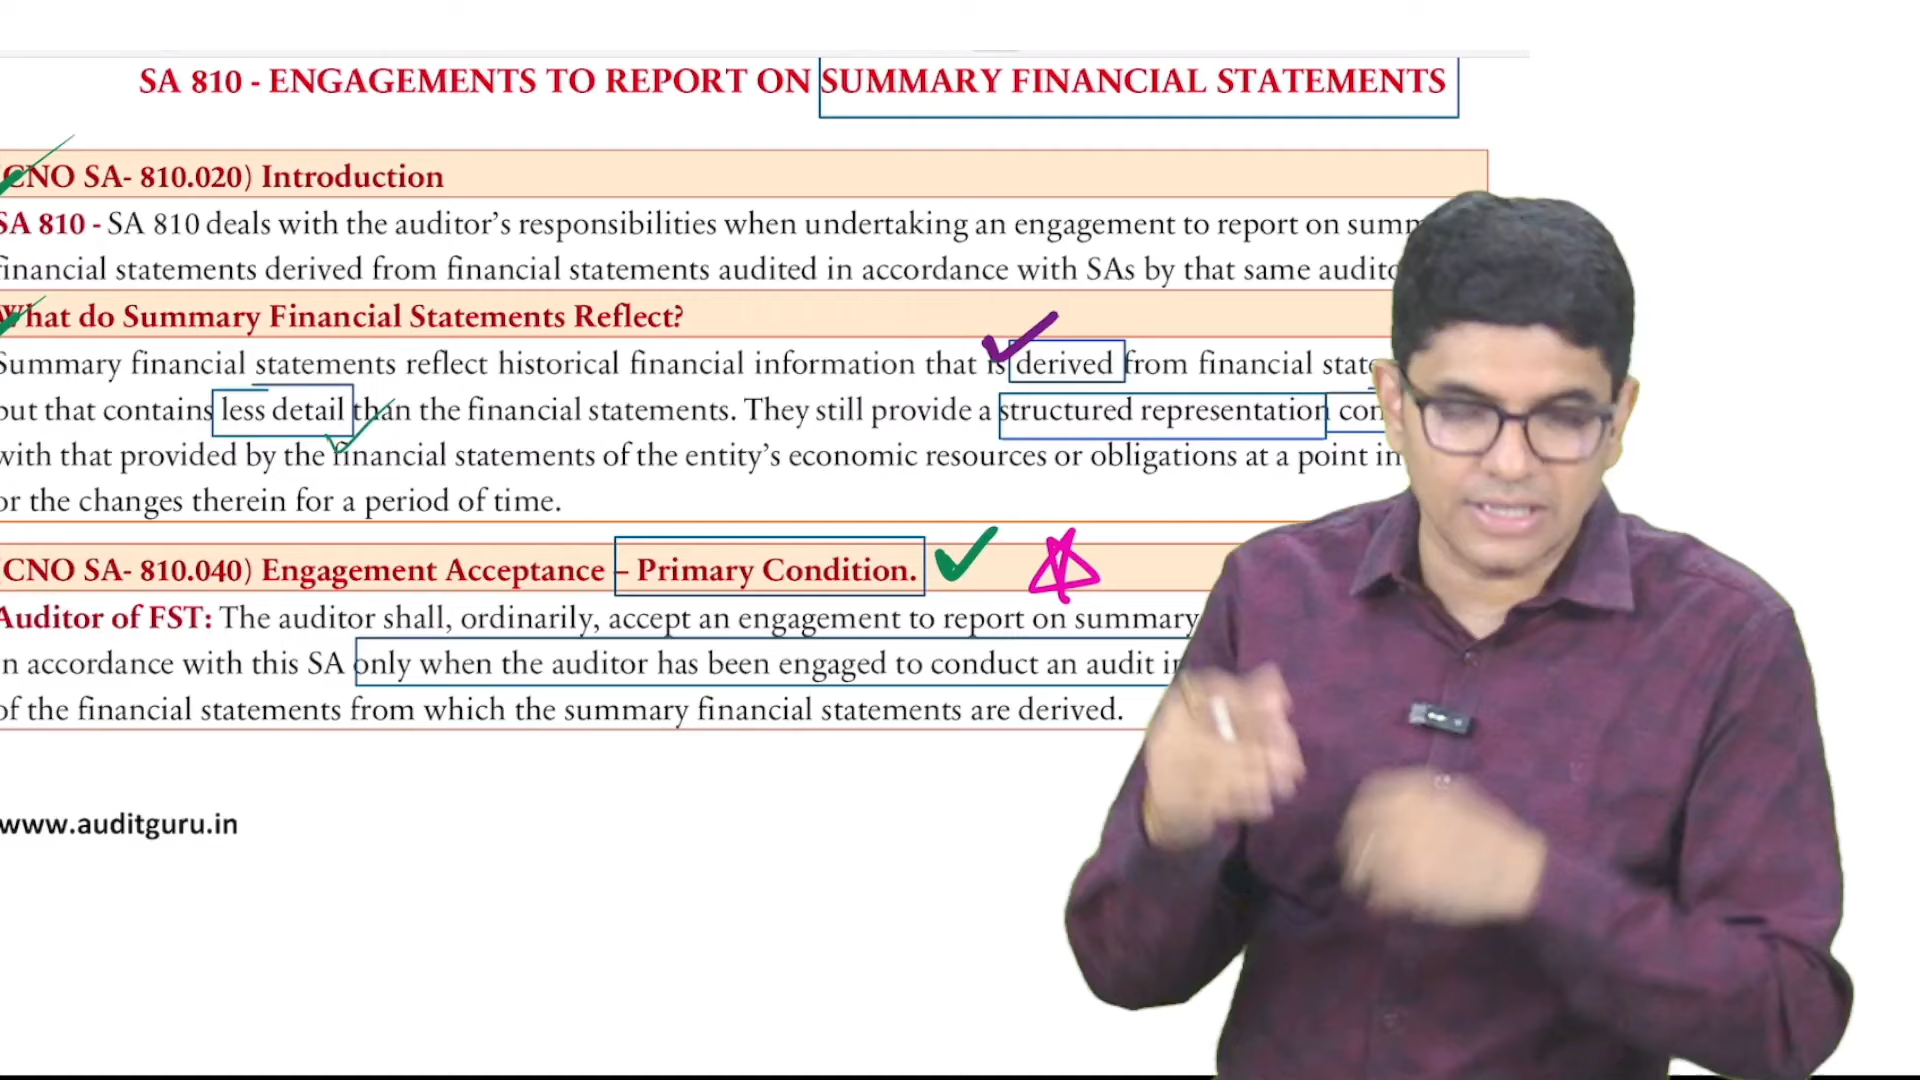 SA 810 - ENGAGEMENTS TO REPORT ON SUMMARY FINANCIAL STATEMENTS
CNO SA- 810.020) Introduction
SA 810 - SA 810 deals with the auditor's responsibilities when undertaking an engagement to report on summ
financial statements derived from financial statements audited in accordance with SAs by that same audito
What do Summary Financial Statements Reflect?
Summary financial statements reflect historical financial information that is derived from financial state
but that contains less detail than the financial statements. They still provide a structured representation con
with that provided by the financial statements of the entity's economic resources or obligations at a point in
or the changes therein for a period of time.
CNO SA- 810.040) Engagement Acceptance – Primary Condition.
Auditor of FST: The auditor shall, ordinarily, accept an engagement to report on summary
in accordance with this SA only when the auditor has been engaged to conduct an audit in
of the financial statements from which the summary financial statements are derived.
www.auditguru.in